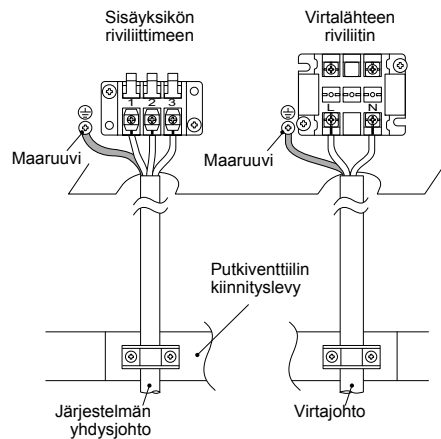 Sisäyksikön
riviliittimeen
Virtalähteen
riviliitin
1 2 3
L N
Maaruuvi
Maaruuvi
Putkiventtiilin
kiinnityslevy
Järjestelmän
yhdysjohto
Virtajohto